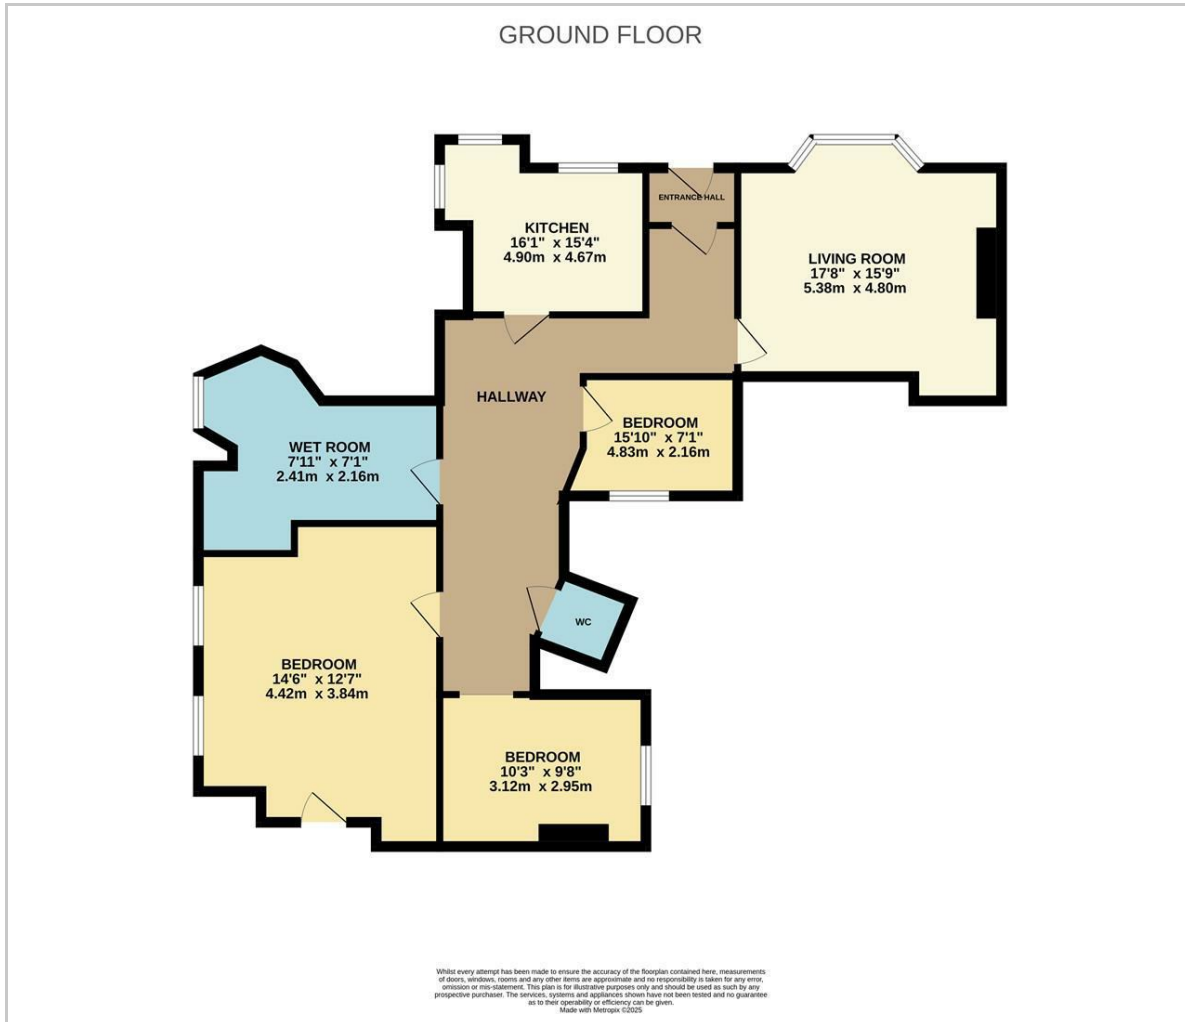 GROUND FLOOR
ENTRANCE HALL
KITCHEN
16'1" x 15'4"
4.90m x 4.67m
LIVING ROOM
17'8" x 15'9"
5.38m x 4.80m
HALLWAY
BEDROOM
15'10" x 7'1"
4.83m x 2.16m
WET ROOM
7'11" x 7'1"
2.41m x 2.16m
WC
BEDROOM
14'6" x 12'7"
4.42m x 3.84m
BEDROOM
10'3" x 9'8"
3.12m x 2.95m
Whilst every attempt has been made to ensure the accuracy of the floorplan contained here, measurements
of doors, windows, rooms and any other items are approximate and no responsibility is taken for any error,
omission or mis-statement. This plan is for illustrative purposes only and should be used as such by any
prospective purchaser. The services, systems and appliances shown have not been tested and no guarantee
as to their operability or efficiency can be given.
Made with Metropix ©2025